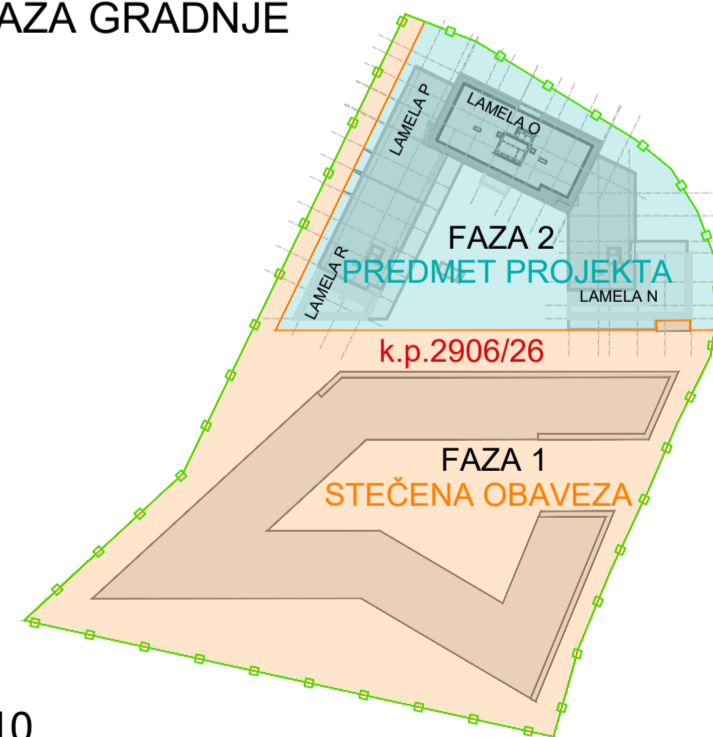 AZA GRADNJE
LAMELA P
LAMELA O
LAMELA R
FAZA 2
PREDMET PROJEKTA
LAMELA N
k.p.2906/26
FAZA 1
STEČENA OBAVEZA
10